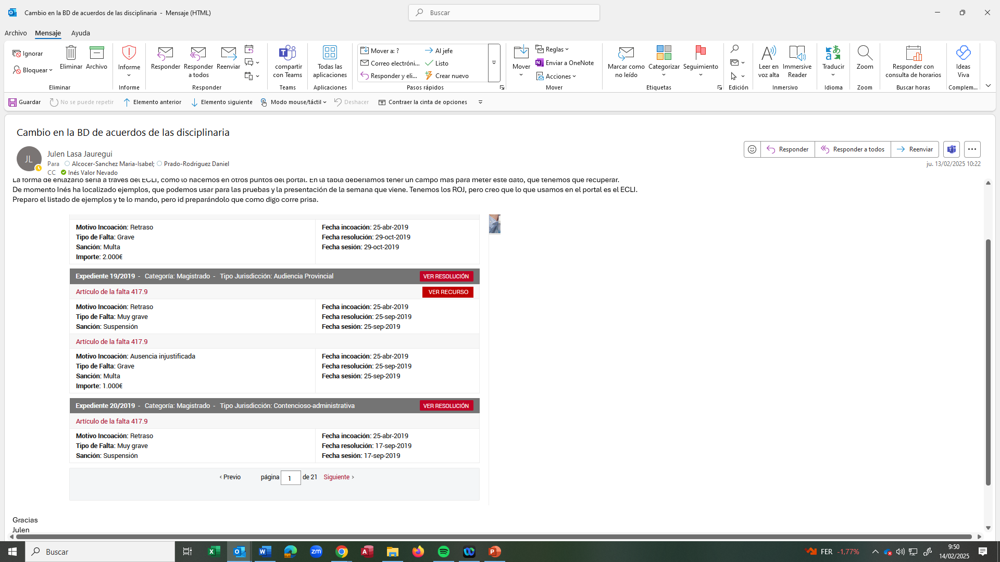 Cambio en la BD de acuerdos de las disciplinaria - Mensaje (HTML)
Buscar
Archivo Mensaje Ayuda
Ignorar
Bloquear
Eliminar
Archivo
Eliminar
Informe
Informe
Responder
Responder a todos
Reenviar
Responder
compartir con Teams
Teams
Todas las aplicaciones
Aplicaciones
Mover a: ?
Correo electróni...
Responder y eli...
Al jefe
Listo
Crear nuevo
Pasos rápidos
Mover
Reglas
Enviar a OneNote
Acciones
Mover
Marcar como no leído
Categorizar
Seguimiento
Etiquetas
Edición
Leer en voz alta
Immersive Reader
Inmersivo
Traducir
Idioma
Zoom
Zoom
Responder con consulta de horarios
Buscar horas
Ideas Viva
Complem...
Guardar No se puede repetir Elemento anterior Elemento siguiente Modo mouse/táctil Deshacer Contraer la cinta de opciones
Cambio en la BD de acuerdos de las disciplinaria
JL
Julen Lasa Jauregui
Para Alcocer-Sanchez Maria-Isabel; Prado-Rodriguez Daniel
CC Inés Valor Nevado
Responder Responder a todos Reenviar
ju. 13/02/2025 10:22
La forma de enlazarlo sería a través del ECLI, como lo hacemos en otros puntos del portal. En la tabla deberíamos tener un campo más para meter este dato, que tenemos que recuperar.
De momento Inés ha localizado ejemplos, que podemos usar para las pruebas y la presentación de la semana que viene. Tenemos los ROJ, pero creo que lo que usamos en el portal es el ECLI.
Preparo el listado de ejemplos y te lo mando, pero id preparándolo que como digo corre prisa.
Motivo Incoación: Retraso
Tipo de Falta: Grave
Sanción: Multa
Importe: 2.000€
Fecha incoación: 25-abr-2019
Fecha resolución: 29-oct-2019
Fecha sesión: 29-oct-2019
Expediente 19/2019 - Categoría: Magistrado - Tipo Jurisdicción: Audiencia Provincial VER RESOLUCIÓN
Artículo de la falta 417.9 VER RECURSO
Motivo Incoación: Retraso
Tipo de Falta: Muy grave
Sanción: Suspensión
Fecha incoación: 25-abr-2019
Fecha resolución: 25-sep-2019
Fecha sesión: 25-sep-2019
Artículo de la falta 417.9
Motivo Incoación: Ausencia injustificada
Tipo de Falta: Grave
Sanción: Multa
Importe: 1.000€
Fecha incoación: 25-abr-2019
Fecha resolución: 25-sep-2019
Fecha sesión: 25-sep-2019
Expediente 20/2019 - Categoría: Magistrado - Tipo Jurisdicción: Contencioso-administrativa VER RESOLUCIÓN
Artículo de la falta 417.9
Motivo Incoación: Retraso
Tipo de Falta: Muy grave
Sanción: Suspensión
Fecha incoación: 25-abr-2019
Fecha resolución: 17-sep-2019
Fecha sesión: 17-sep-2019
‹ Previo página 1 de 21 Siguiente ›
Gracias
Julen
Buscar
FER -1,77%
9:50
14/02/2025